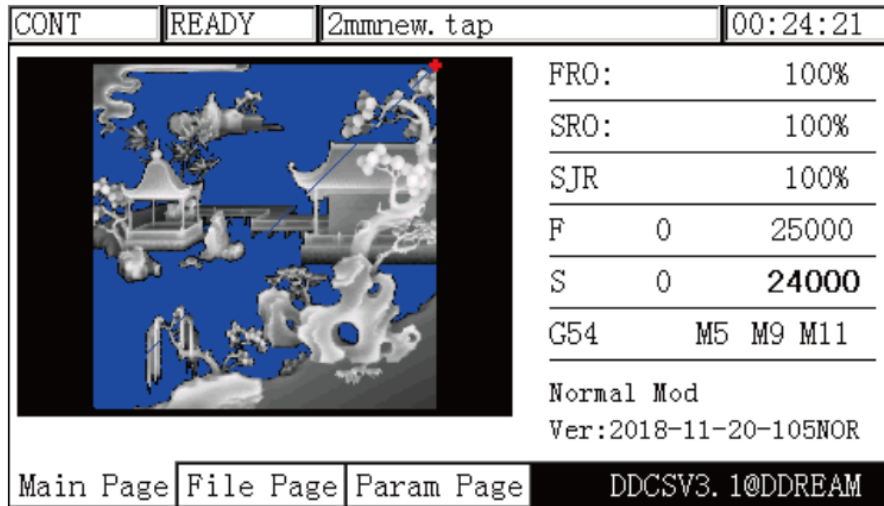 CONT READY 2mmnew.tap 00:24:21
FRO: 100%
SRO: 100%
SJR 100%
F 0 25000
S 0 24000
G54 M5 M9 M11
Normal Mod
Ver:2018-11-20-105NOR
Main Page File Page Param Page DDCSV3.1@DDREAM